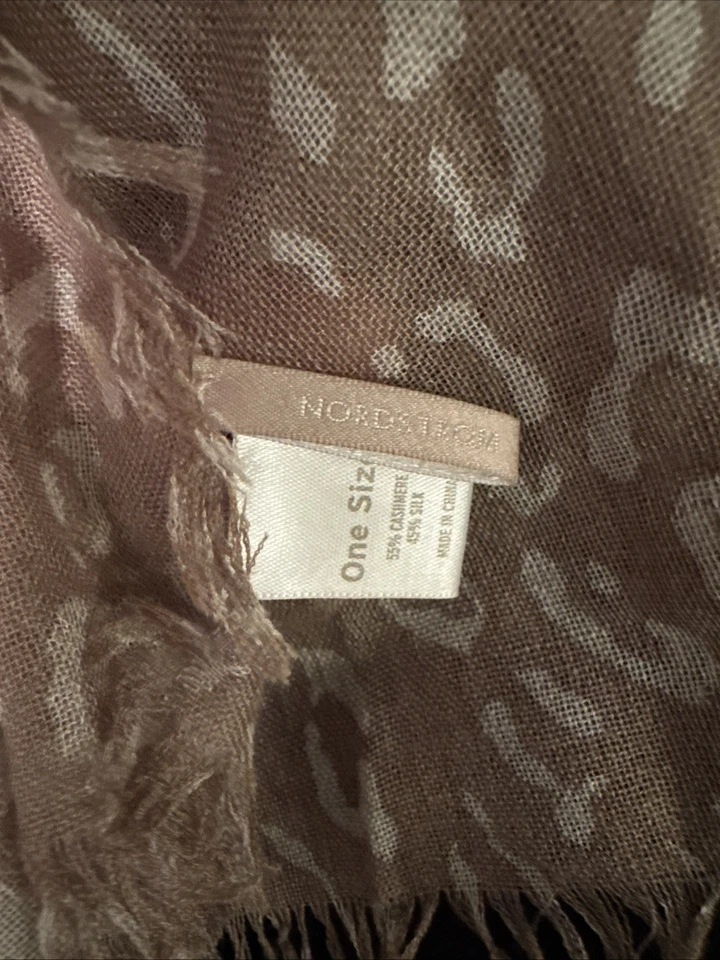 NORDSTROM
One Siz
55% CASHMERE
45% SILK
MADE IN CHINA